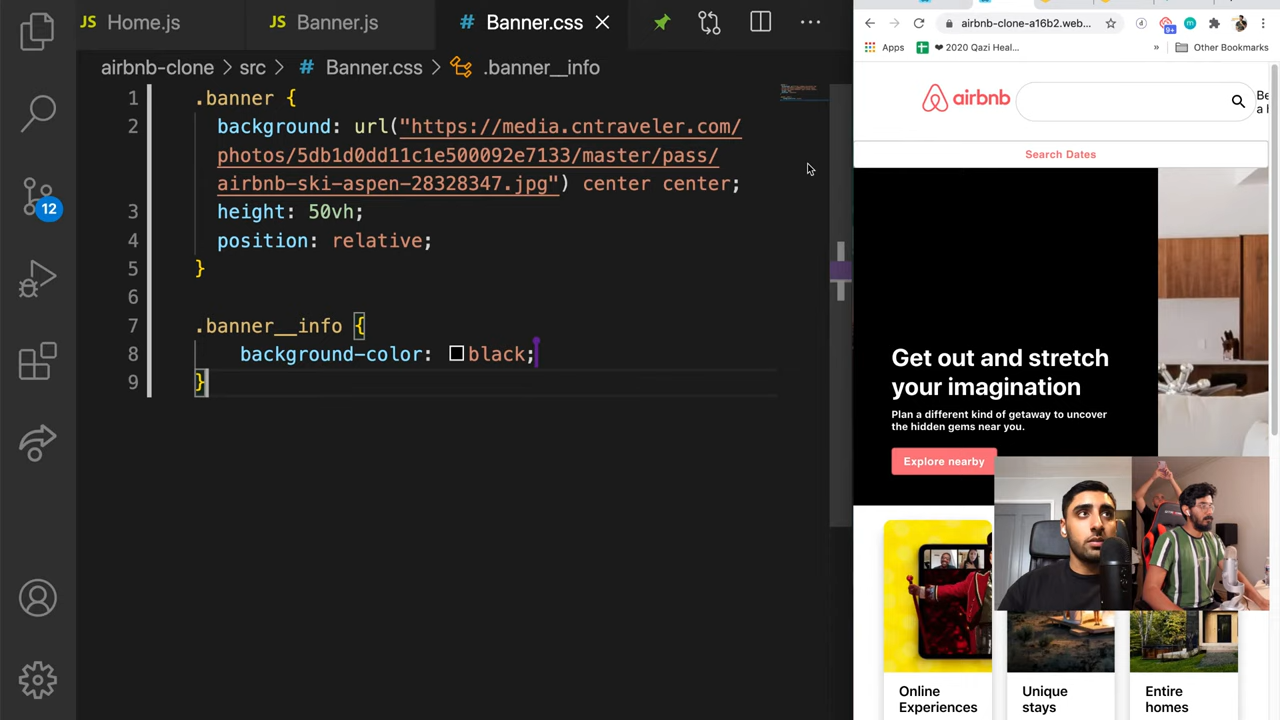 Home.js
Banner.js
Banner.css
airbnb-clone > src > # Banner.css > .banner__info
1 .banner {
2 background: url("https://media.cntraveler.com/
photos/5db1d0dd11c1e500092e7133/master/pass/
airbnb-ski-aspen-28328347.jpg") center center;
3 height: 50vh;
4 position: relative;
5 }
6
7 .banner__info {
8 background-color: black;
9 }
12
airbnb-clone-a16b2.web...
9+
Apps
2020 Qazi Heal...
»
Other Bookmarks
airbnb
Be
a h
Search Dates
Get out and stretch
your imagination
Plan a different kind of getaway to uncover
the hidden gems near you.
Explore nearby
Online
Experiences
Unique
stays
Entire
homes